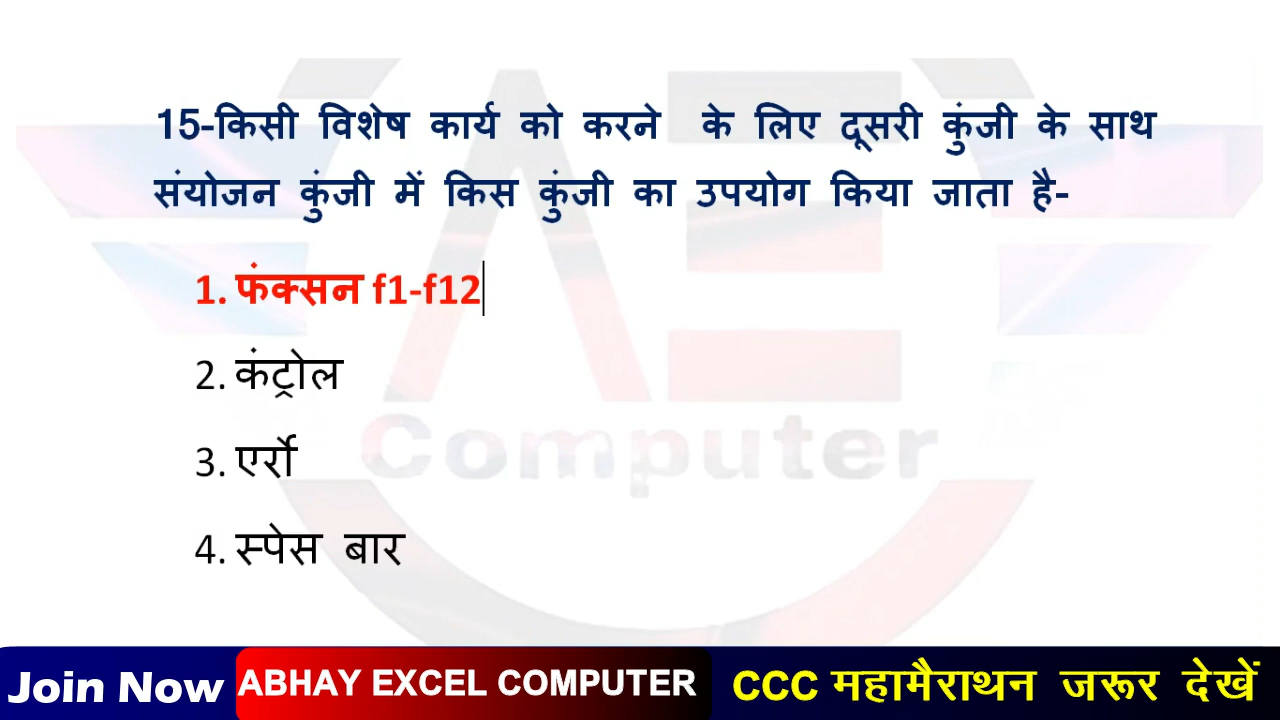 15-किसी विशेष कार्य को करने के लिए दूसरी कुंजी के साथ
संयोजन कुंजी में किस कुंजी का उपयोग किया जाता है-
1. फंक्सन f1-f12
2. कंट्रोल
3. एर्रो
4. स्पेस बार
Computer
Join Now ABHAY EXCEL COMPUTER CCC महामैराथन जरूर देखें